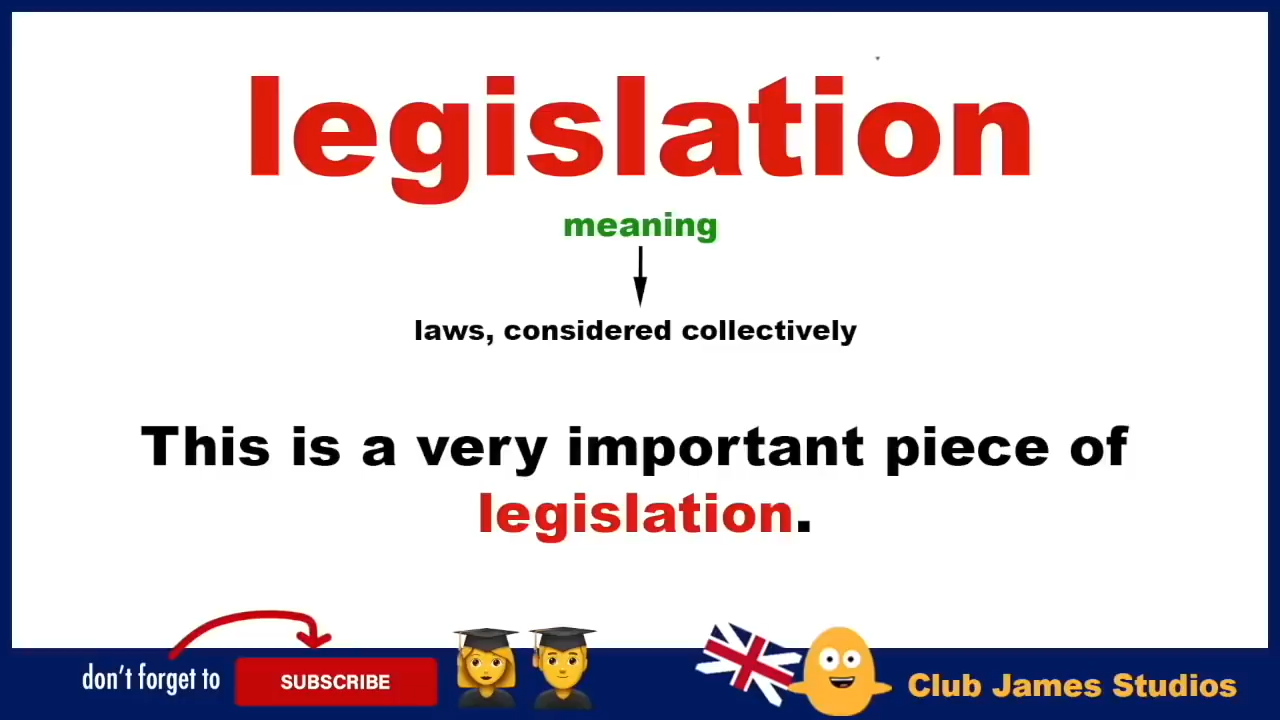 legislation
meaning
laws, considered collectively
This is a very important piece of
legislation.
don't forget to
SUBSCRIBE
Club James Studios